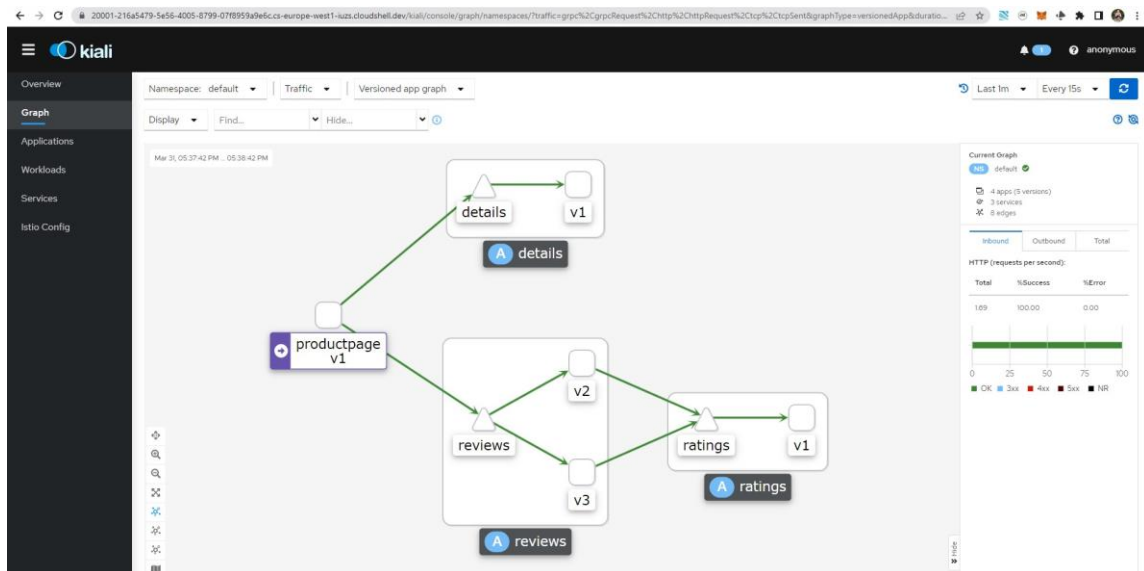 20001-216a5479-5e56-4005-8799-07f8959a9e6c.cs-europe-west1-iuzs.cloudshell.dev/kiali/console/graph/namespaces/?traffic=grpc%2CgrpcRequest%2Chttp%2ChttpRequest%2Ctcp%2CtcpSent&graphType=versionedApp&duratio...
kiali
1
anonymous
Overview
Graph
Applications
Workloads
Services
Istio Config
Namespace: default
Traffic
Versioned app graph
Last 1m
Every 15s
Display
Find...
Hide...
Mar 31, 05:37:42 PM ... 05:38:42 PM
details
v1
A details
productpage
v1
v2
reviews
v3
A reviews
ratings
v1
A ratings
Hide
Current Graph
NS default
4 apps (5 versions)
3 services
8 edges
Inbound Outbound Total
HTTP (requests per second):
Total %Success %Error
1.69 100.00 0.00
0 25 50 75 100
OK 3xx 4xx 5xx NR